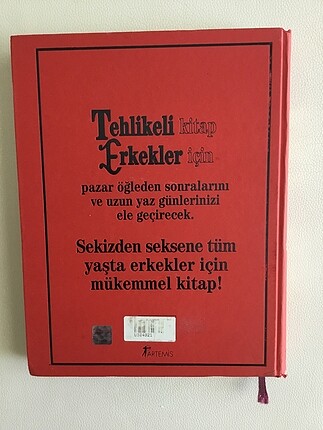 Tehlikeli kitap
Erkekler için
pazar öğleden sonralarını
ve uzun yaz günlerinizi
ele geçirecek.
Sekizden seksene tüm
yaşta erkekler için
mükemmel kitap!
ARTEMİS